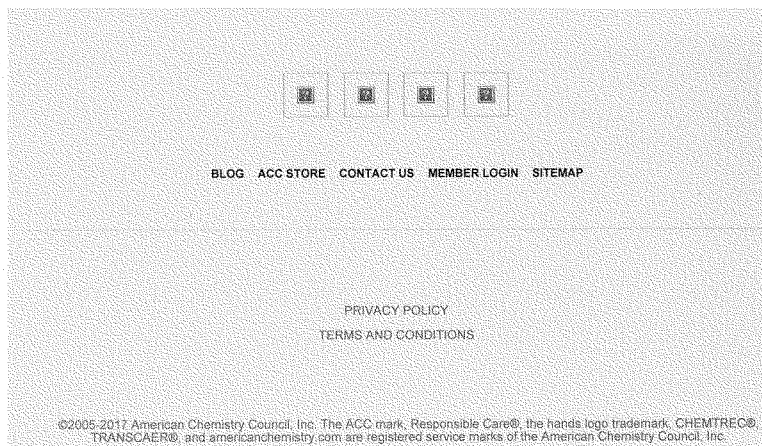 BLOG ACC STORE CONTACT US MEMBER LOGIN SITEMAP
PRIVACY POLICY
TERMS AND CONDITIONS
©2005-2017 American Chemistry Council, Inc. The ACC mark, Responsible Care®, the hands logo trademark, CHEMTREC®,
TRANSCAER®, and americanchemistry.com are registered service marks of the American Chemistry Council, Inc.